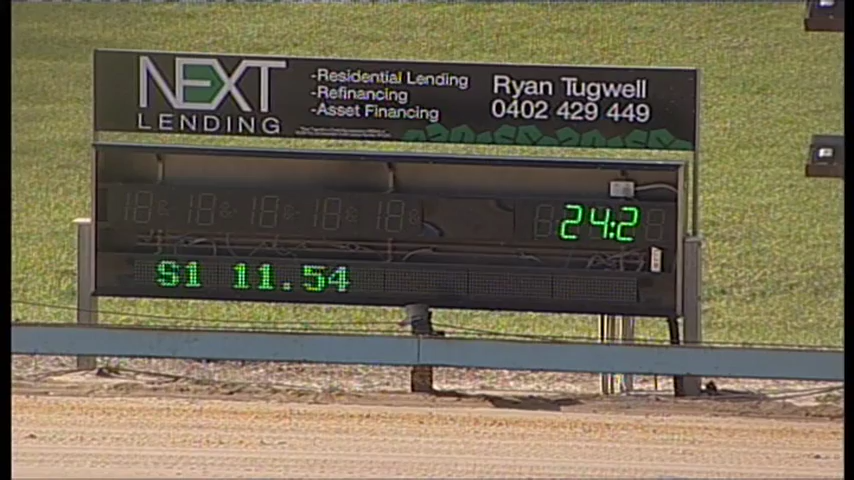 NEXT
LENDING
-Residential Lending
-Refinancing
-Asset Financing
Ryan Tugwell
0402 429 449
24:2
S1 11.54